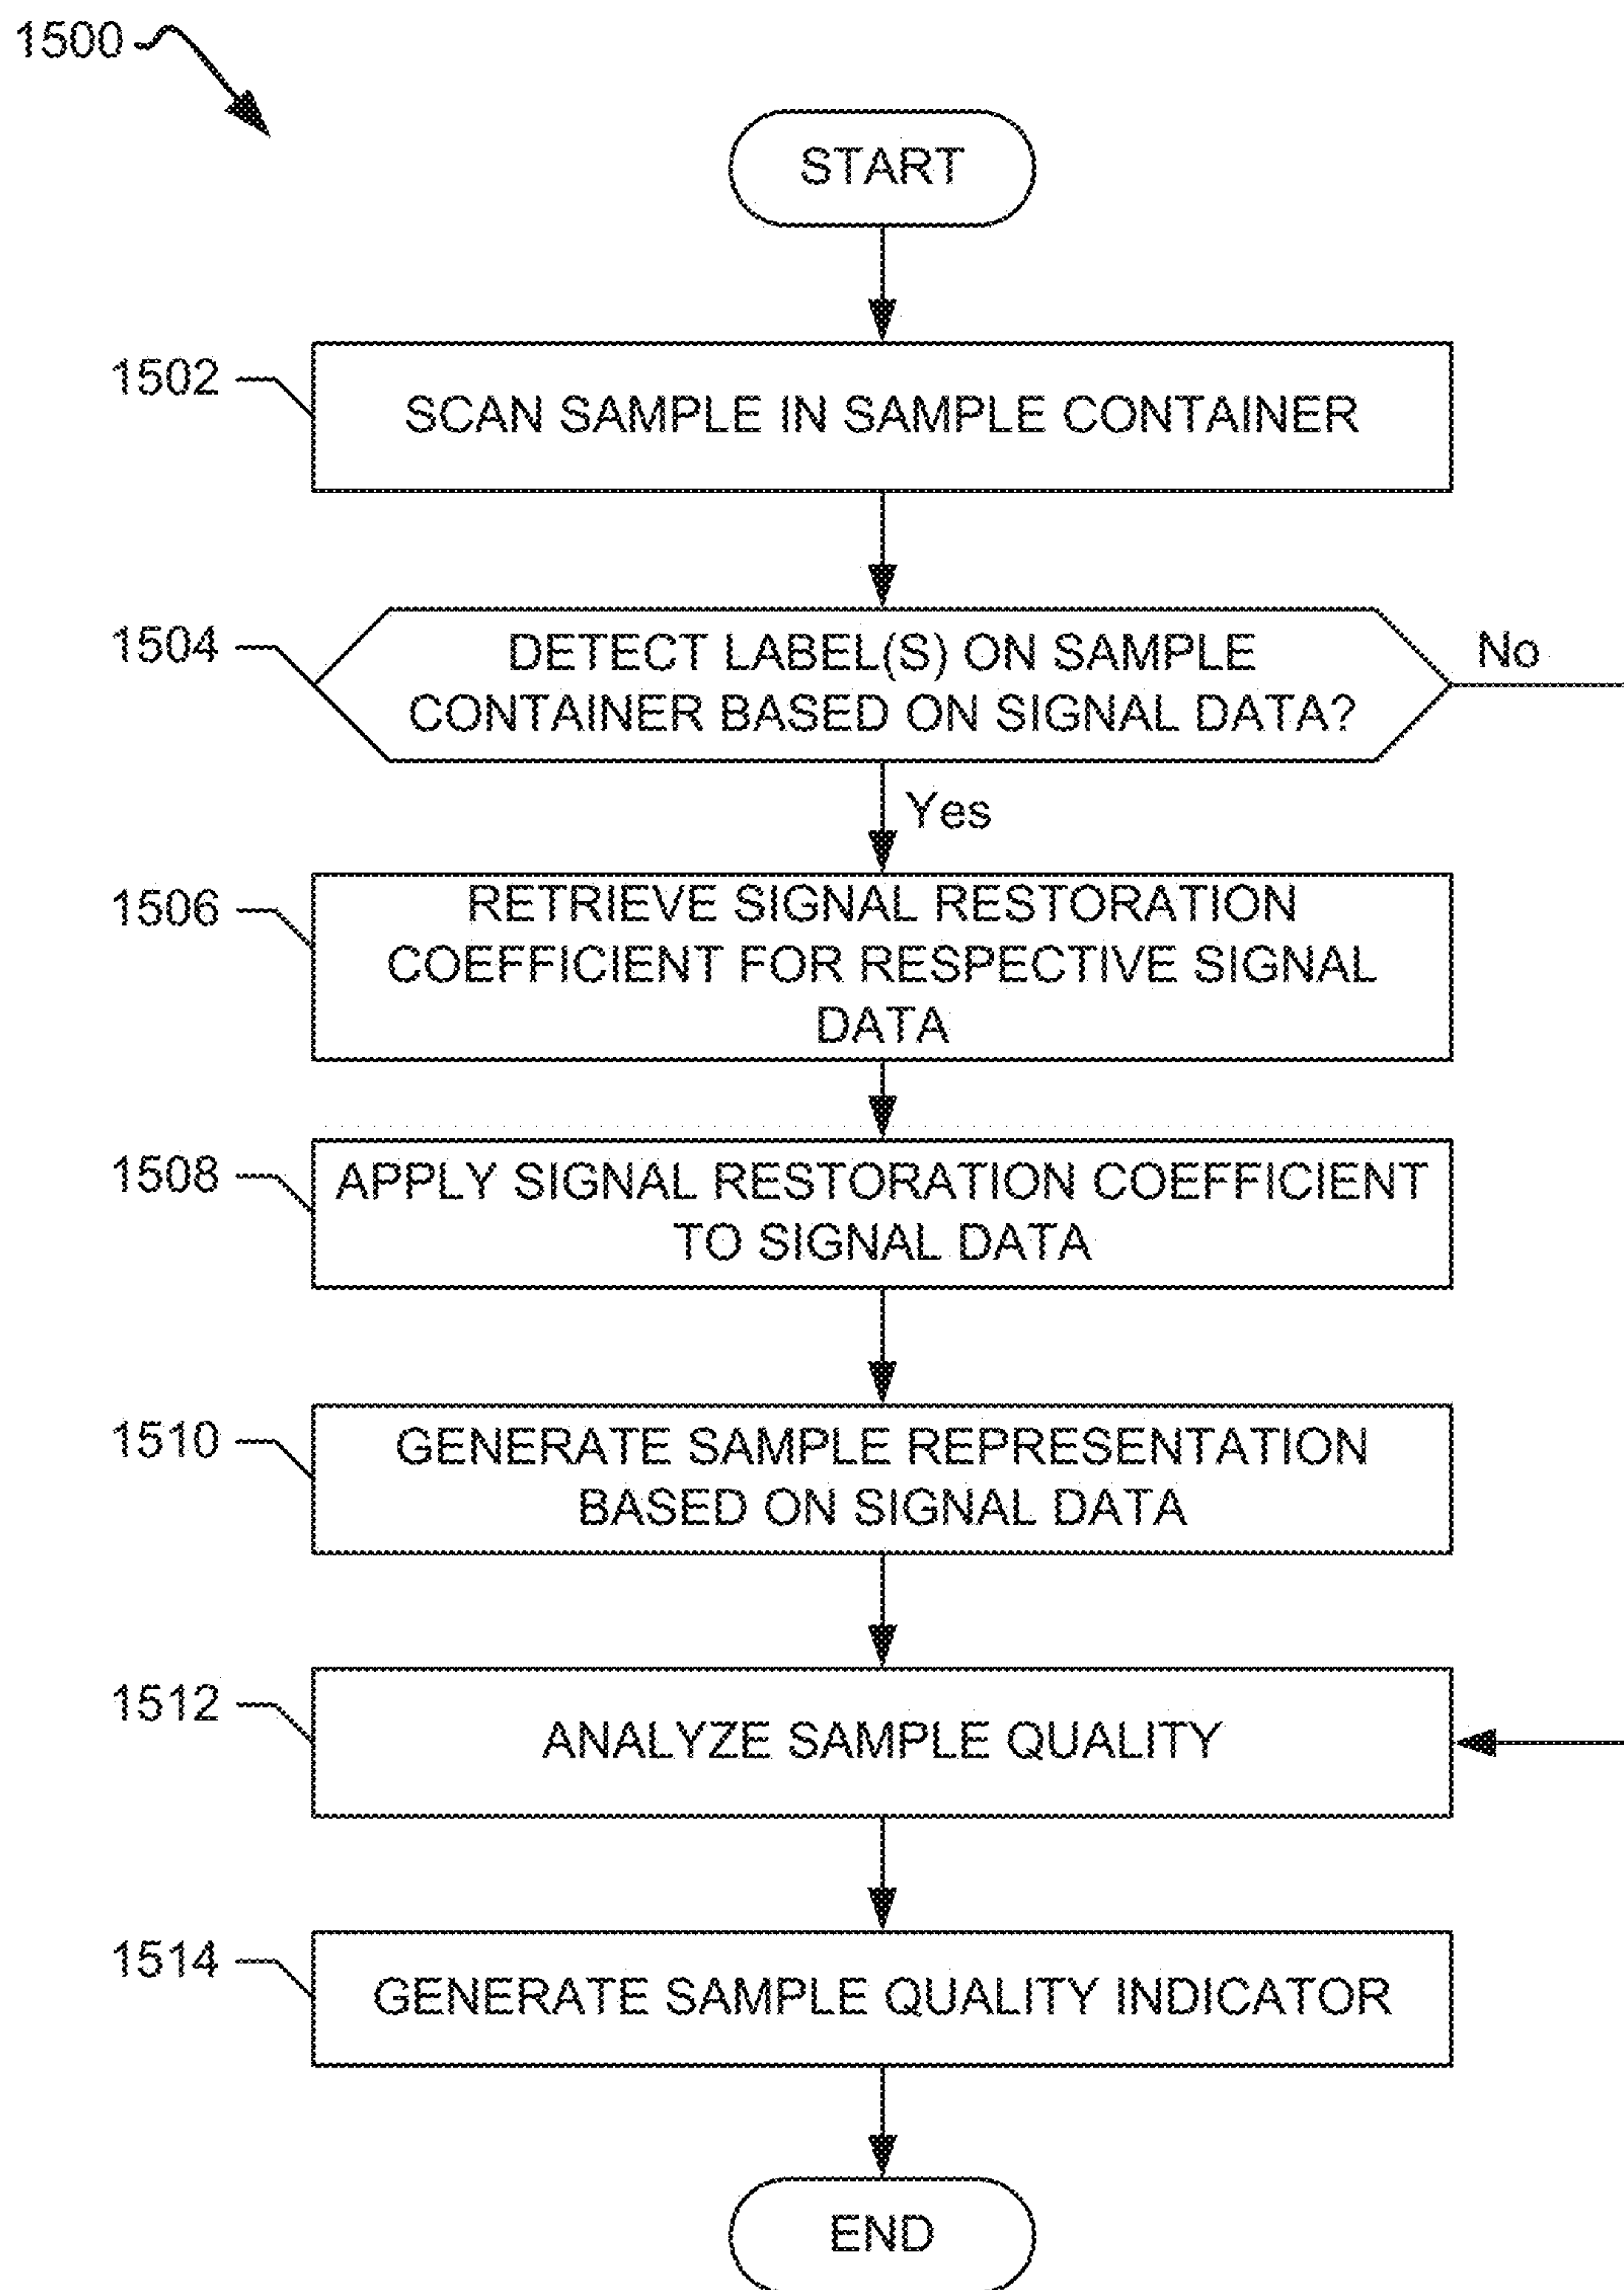 1500
START
1502
SCAN SAMPLE IN SAMPLE CONTAINER
1504
DETECT LABEL(S) ON SAMPLE
CONTAINER BASED ON SIGNAL DATA?
No
Yes
1506
RETRIEVE SIGNAL RESTORATION
COEFFICIENT FOR RESPECTIVE SIGNAL
DATA
1508
APPLY SIGNAL RESTORATION COEFFICIENT
TO SIGNAL DATA
1510
GENERATE SAMPLE REPRESENTATION
BASED ON SIGNAL DATA
1512
ANALYZE SAMPLE QUALITY
1514
GENERATE SAMPLE QUALITY INDICATOR
END